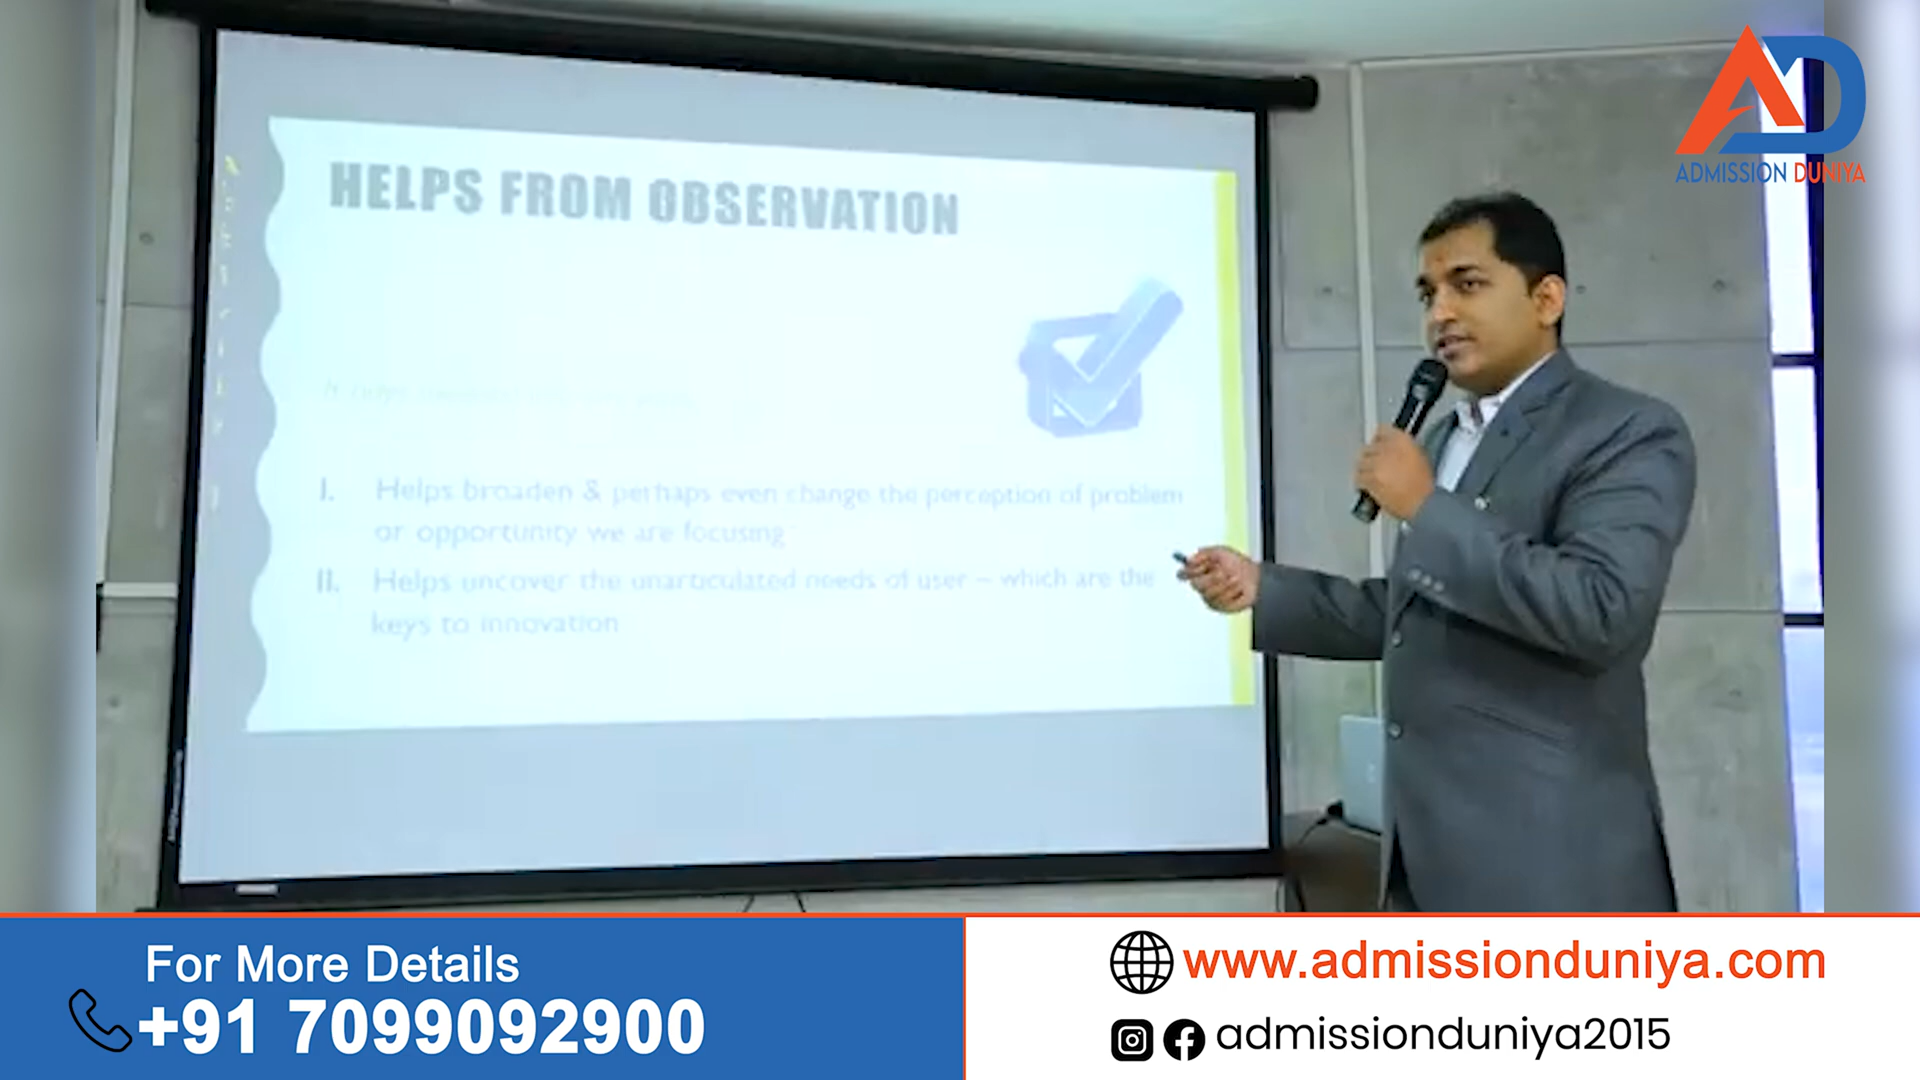 ADMISSION DUNIYA
HELPS FROM OBSERVATION
I. Helps broaden & perhaps even change the perception of problem
or opportunity we are focusing
II. Helps uncover the unarticulated needs of user – which are the
keys to innovation
For More Details
+91 7099092900
www.admissionduniya.com
admissionduniya2015